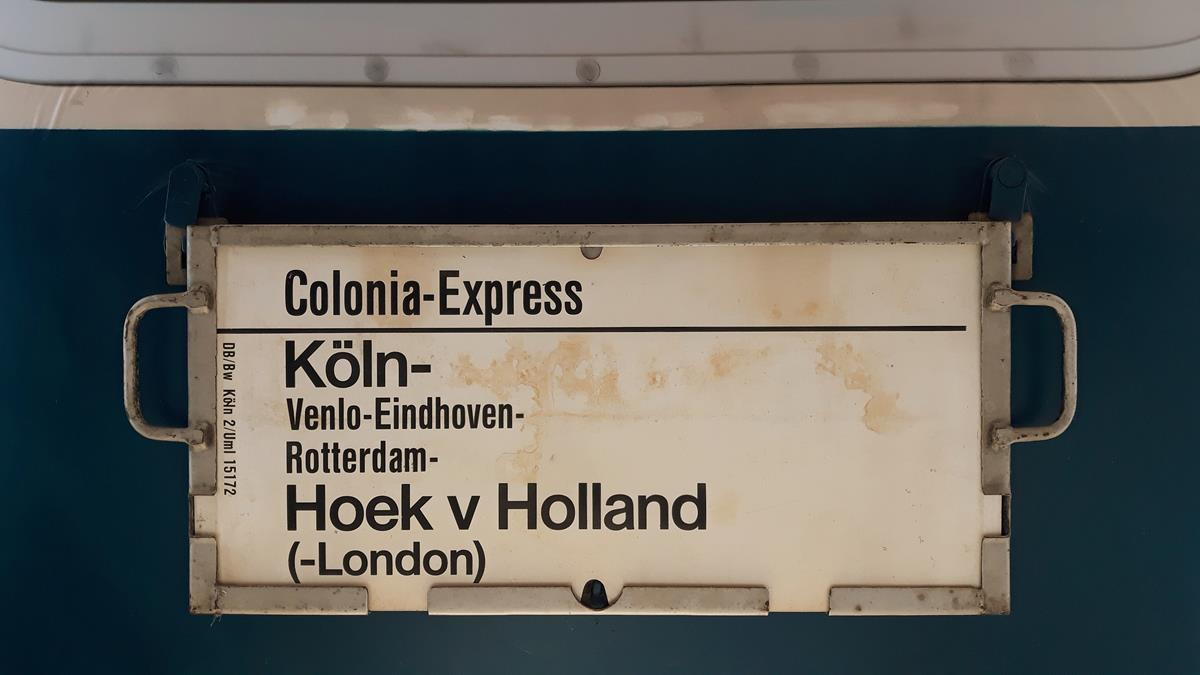 Colonia-Express
Köln-
Venlo-Eindhoven-
Rotterdam-
Hoek v Holland
(-London)
DB/Bw Köln 2/Uml 15172